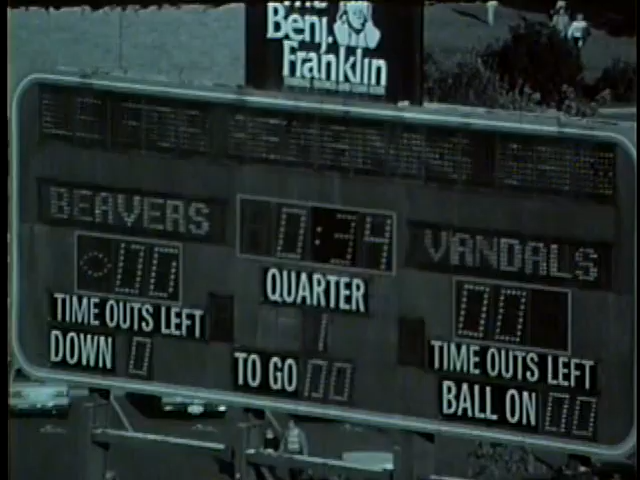 The
Benj.
Franklin
BEAVERS
0:34
VANDALS
00
QUARTER
00
TIME OUTS LEFT
1
TIME OUTS LEFT
DOWN 0
TO GO 00
BALL ON 00